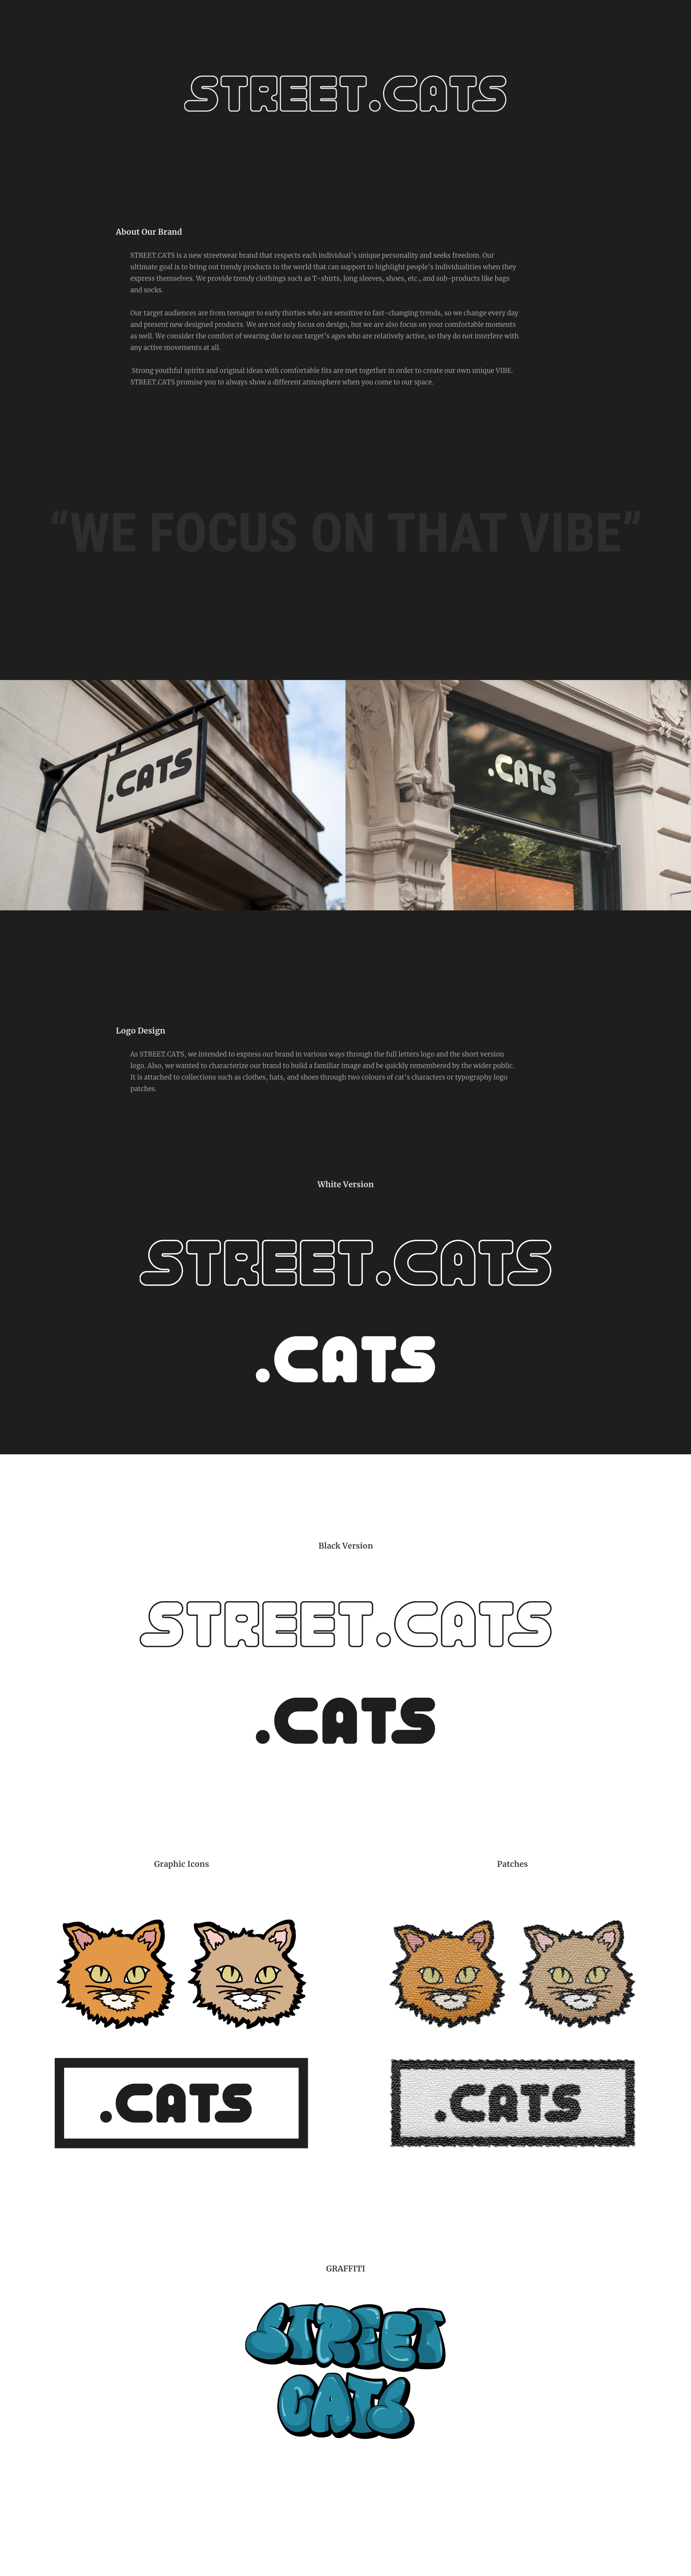 STREET.CATS
About Our Brand
STREET.CATS is a new streetwear brand that respects each individual's unique personality and seeks freedom. Our
ultimate goal is to bring out trendy products to the world that can support to highlight people's individualities when they
express themselves. We provide trendy clothings such as T-shirts, long sleeves, shoes, etc., and sub-products like bags
and socks.
Our target audiences are from teenager to early thirties who are sensitive to fast-changing trends, so we change every day
and present new designed products. We are not only focus on design, but we are also focus on your comfortable moments
as well. We consider the comfort of wearing due to our target's ages who are relatively active, so they do not interfere with
any active movements at all.
Strong youthful spirits and original ideas with comfortable fits are met together in order to create our own unique VIBE.
STREET.CATS promise you to always show a different atmosphere when you come to our space.
“WE FOCUS ON THAT VIBE”
.CATS
.CATS
Logo Design
As STREET.CATS, we intended to express our brand in various ways through the full letters logo and the short version
logo. Also, we wanted to characterize our brand to build a familiar image and be quickly remembered by the wider public.
It is attached to collections such as clothes, hats, and shoes through two colours of cat's characters or typography logo
patches.
White Version
STREET.CATS
.CATS
Black Version
STREET.CATS
.CATS
Graphic Icons
Patches
.CATS
.CATS
GRAFFITI
STREET
CATS